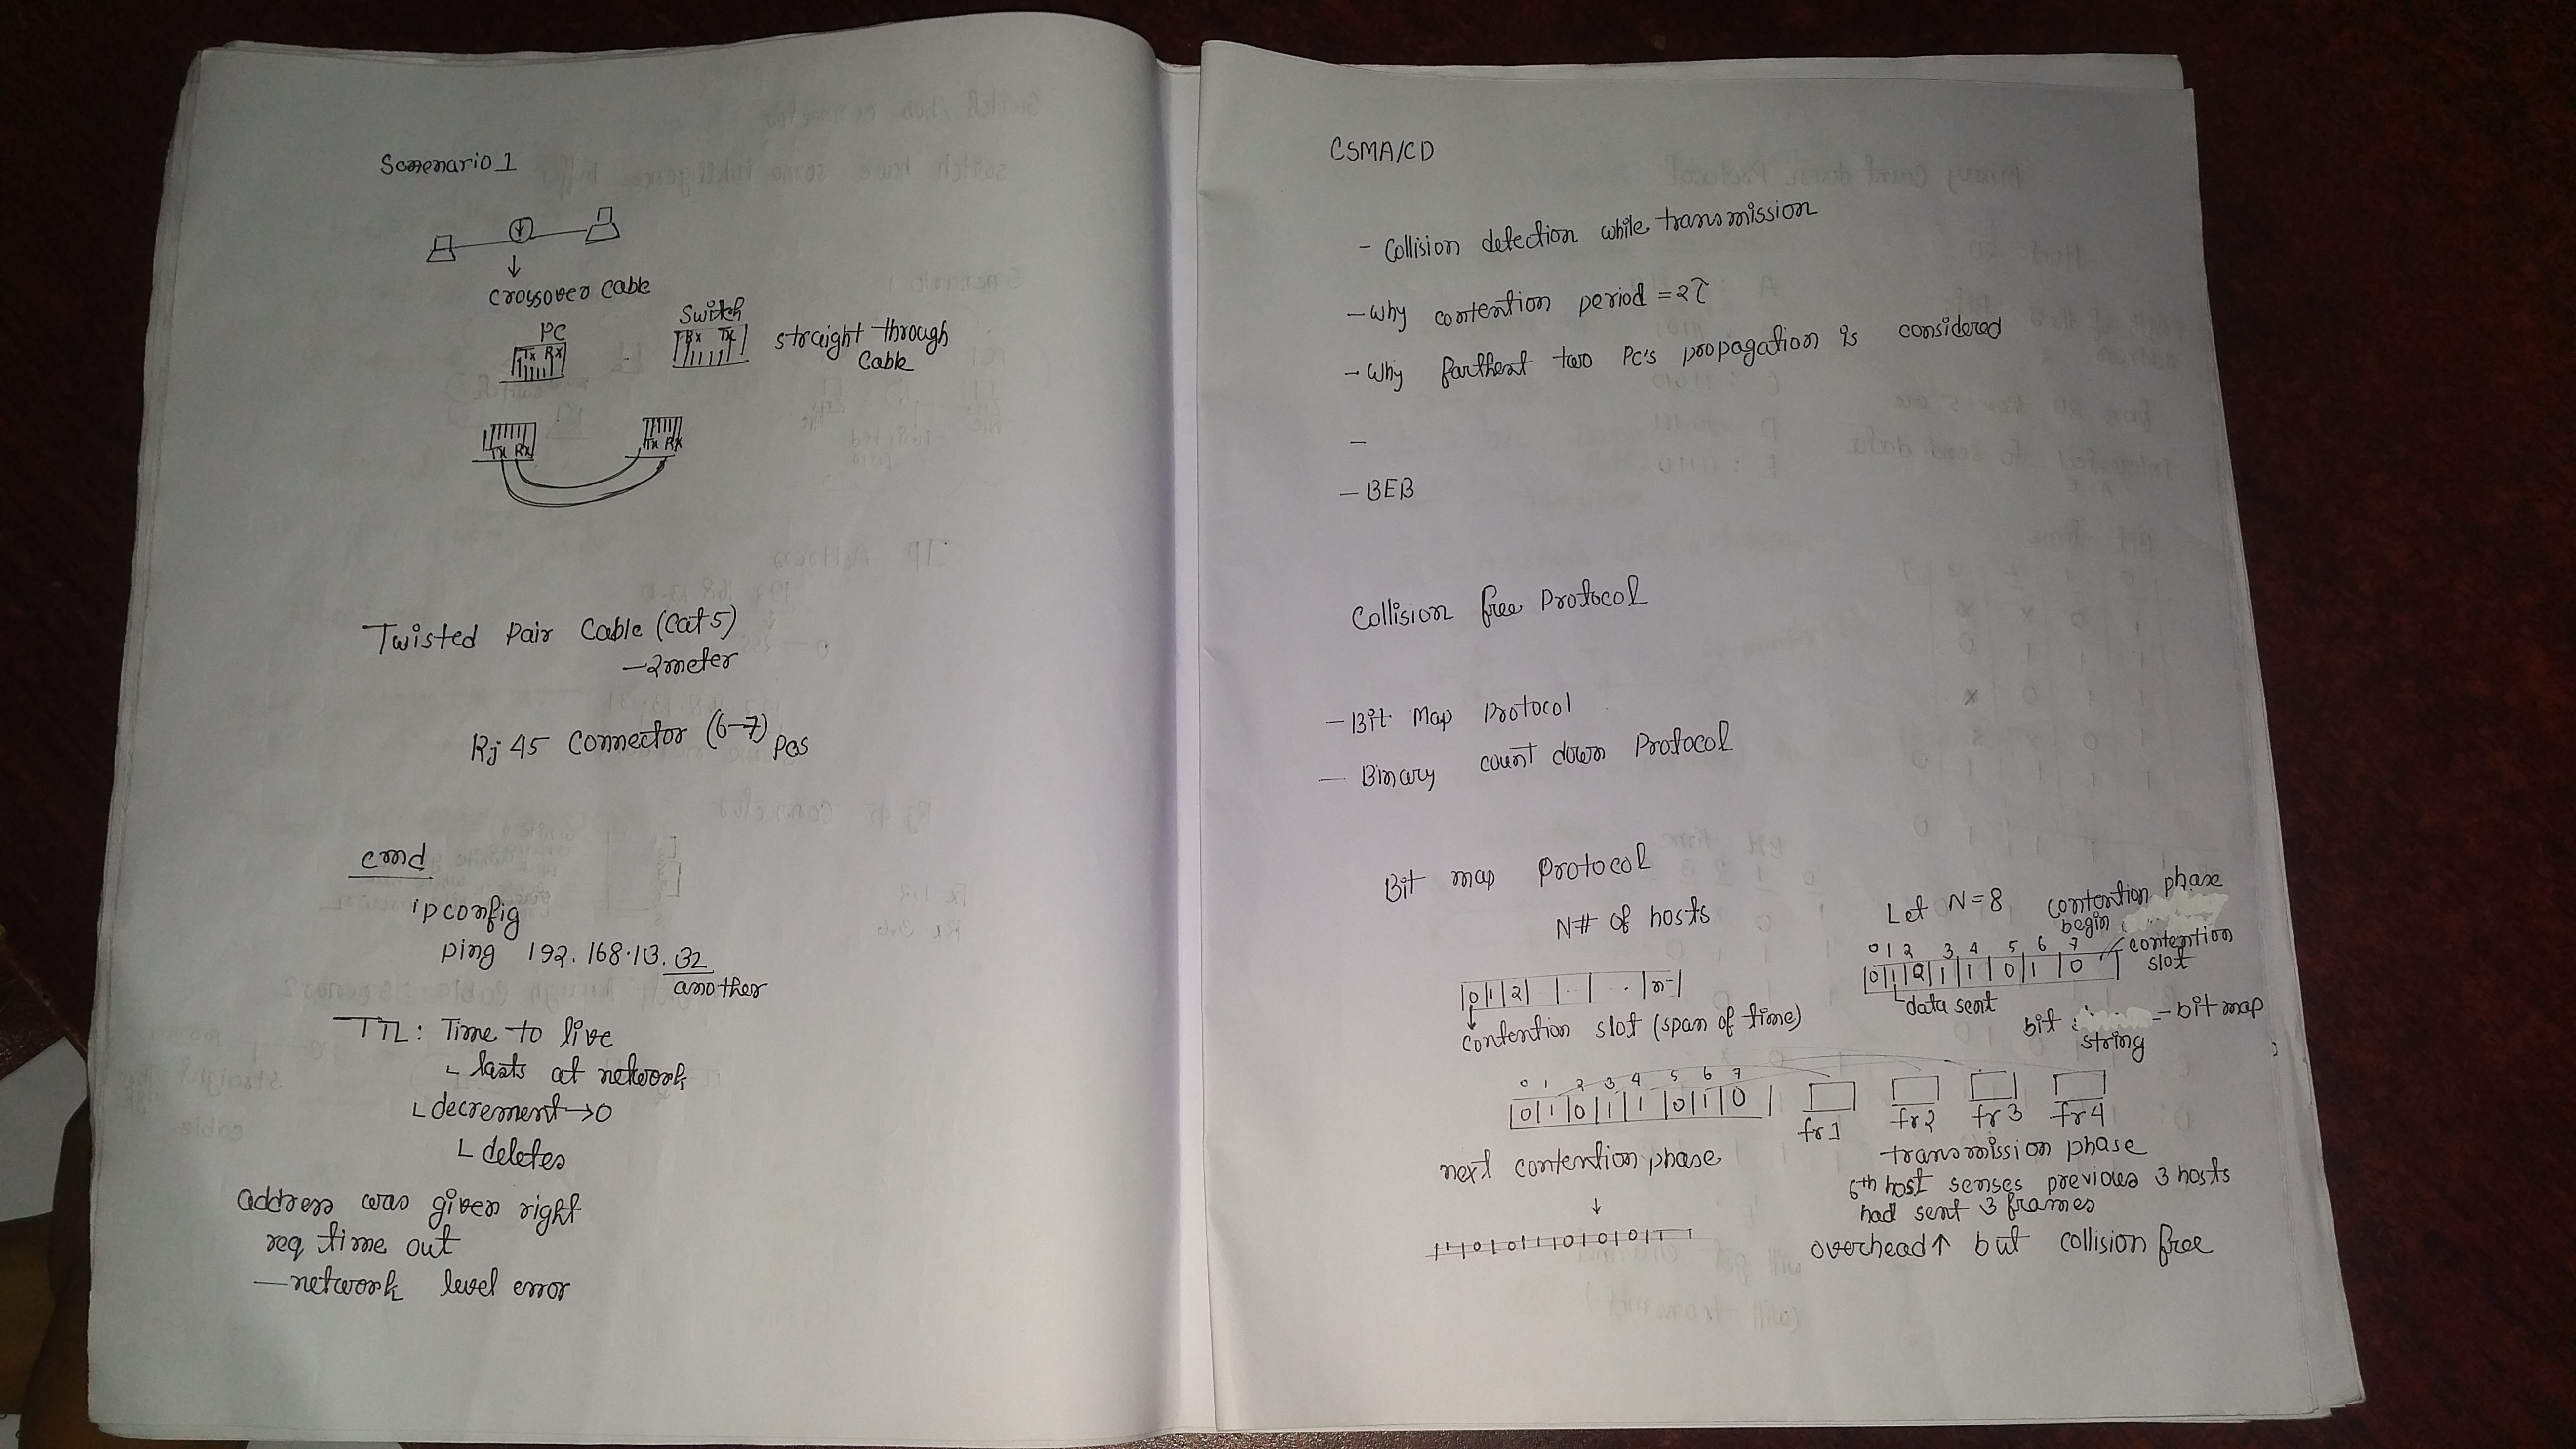 Scenenario 1
crossover cable
PC
Tx Rx
Switch
Rx Tx
straight through
Cable
Tx Rx
Tx Rx
Twisted Pair Cable (Cat 5)
- 2 meter
Rj 45 Connector (6-7) pcs
cmd
ipconfig
ping 192.168.13.32
another
TTL: Time to live
lasts at network
decrement → 0
deletes
address was given right
req time out
- network level error
CSMA/CD
- Collision detection while transmission
- Why contention period = 2τ
- Why farthest two PC's propagation is considered
-
- BEB
Collision free Protocol
- Bit Map Protocol
- Binary count down Protocol
Bit map protocol
N# of hosts
0 1 2 .. .. n-1
contention slot (span of time)
Let N = 8
contention phase
begin
0 1 2 3 4 5 6 7
0 1 0 1 1 0 1 0
contention
slot
data sent
bit string - bit map
0 1 2 3 4 5 6 7
0 1 0 1 1 0 1 0
fr1 fr2 fr3 fr4
next contention phase
transmission phase
6th host senses previous 3 hosts
had sent 3 frames
overhead↑ but collision free